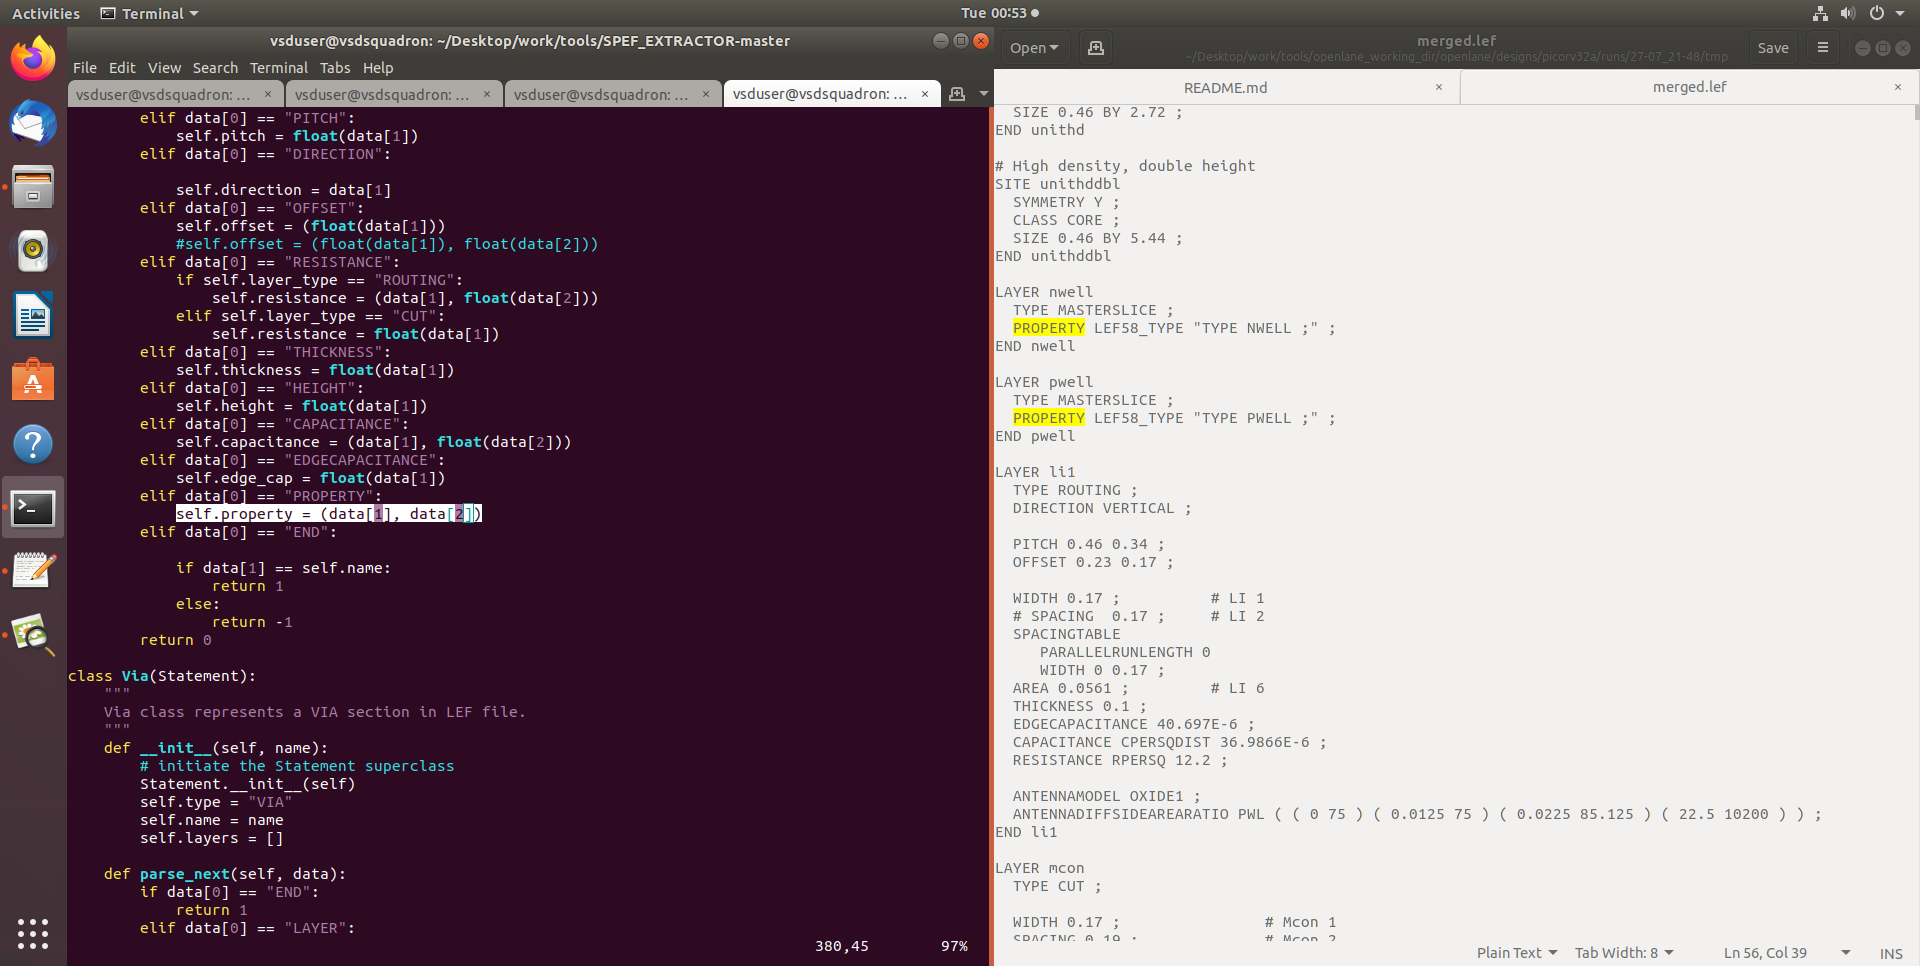 Activities Terminal Tue 00:53
vsduser@vsdsquadron: ~/Desktop/work/tools/SPEF_EXTRACTOR-master
File Edit View Search Terminal Tabs Help
vsduser@vsdsquadron: ... × vsduser@vsdsquadron: ... × vsduser@vsdsquadron: ... × vsduser@vsdsquadron: ... ×
        elif data[0] == "PITCH":
            self.pitch = float(data[1])
        elif data[0] == "DIRECTION":
            self.direction = data[1]
        elif data[0] == "OFFSET":
            self.offset = (float(data[1]))
            #self.offset = (float(data[1]), float(data[2]))
        elif data[0] == "RESISTANCE":
            if self.layer_type == "ROUTING":
                self.resistance = (data[1], float(data[2]))
            elif self.layer_type == "CUT":
                self.resistance = float(data[1])
        elif data[0] == "THICKNESS":
            self.thickness = float(data[1])
        elif data[0] == "HEIGHT":
            self.height = float(data[1])
        elif data[0] == "CAPACITANCE":
            self.capacitance = (data[1], float(data[2]))
        elif data[0] == "EDGECAPACITANCE":
            self.edge_cap = float(data[1])
        elif data[0] == "PROPERTY":
            self.property = (data[1], data[2])
        elif data[0] == "END":
            if data[1] == self.name:
                return 1
            else:
                return -1
        return 0
class Via(Statement):
    """
    Via class represents a VIA section in LEF file.
    """
    def __init__(self, name):
        # initiate the Statement superclass
        Statement.__init__(self)
        self.type = "VIA"
        self.name = name
        self.layers = []
    def parse_next(self, data):
        if data[0] == "END":
            return 1
        elif data[0] == "LAYER":
380,45 97%
Open merged.lef Save
~/Desktop/work/tools/openlane_working_dir/openlane/designs/picorv32a/runs/27-07_21-48/tmp
README.md × merged.lef ×
  SIZE 0.46 BY 2.72 ;
END unithd
# High density, double height
SITE unithddbl
  SYMMETRY Y ;
  CLASS CORE ;
  SIZE 0.46 BY 5.44 ;
END unithddbl
LAYER nwell
  TYPE MASTERSLICE ;
  PROPERTY LEF58_TYPE "TYPE NWELL ;" ;
END nwell
LAYER pwell
  TYPE MASTERSLICE ;
  PROPERTY LEF58_TYPE "TYPE PWELL ;" ;
END pwell
LAYER li1
  TYPE ROUTING ;
  DIRECTION VERTICAL ;
  PITCH 0.46 0.34 ;
  OFFSET 0.23 0.17 ;
  WIDTH 0.17 ;          # LI 1
  # SPACING  0.17 ;     # LI 2
  SPACINGTABLE
     PARALLELRUNLENGTH 0
     WIDTH 0 0.17 ;
  AREA 0.0561 ;         # LI 6
  THICKNESS 0.1 ;
  EDGECAPACITANCE 40.697E-6 ;
  CAPACITANCE CPERSQDIST 36.9866E-6 ;
  RESISTANCE RPERSQ 12.2 ;
  ANTENNAMODEL OXIDE1 ;
  ANTENNADIFFSIDEAREARATIO PWL ( ( 0 75 ) ( 0.0125 75 ) ( 0.0225 85.125 ) ( 22.5 10200 ) ) ;
END li1
LAYER mcon
  TYPE CUT ;
  WIDTH 0.17 ;                # Mcon 1
  SPACING 0.19 ;              # Mcon 2
Plain Text Tab Width: 8 Ln 56, Col 39 INS